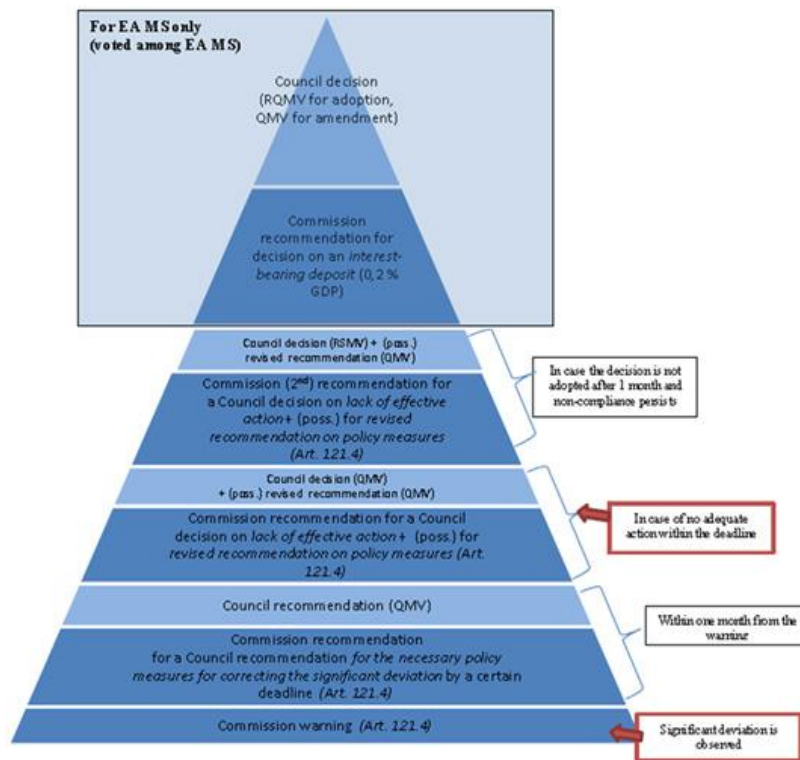 For EA MS only
(voted among EA MS)
Council decision
(RQMV for adoption,
QMV for amendment)
Commission
recommendation for
decision on an interest-
bearing deposit (0,2 %
GDP)
Council decision (RSMV) + (poss.)
revised recommendation (QMV)
Commission (2nd) recommendation for
a Council decision on lack of effective
action + (poss.) for revised
recommendation on policy measures
(Art. 121.4)
In case the decision is not
adopted after 1 month and
non-compliance persists
Council decision (QMV)
+ (poss.) revised recommendation (QMV)
Commission recommendation for a Council
decision on lack of effective action + (poss.) for
revised recommendation on policy measures (Art.
121.4)
In case of no adequate
action within the deadline
Council recommendation (QMV)
Commission recommendation
for a Council recommendation for the necessary policy
measures for correcting the significant deviation by a certain
deadline (Art. 121.4)
Within one month from the
warning
Commission warning (Art. 121.4)
Significant deviation is
observed